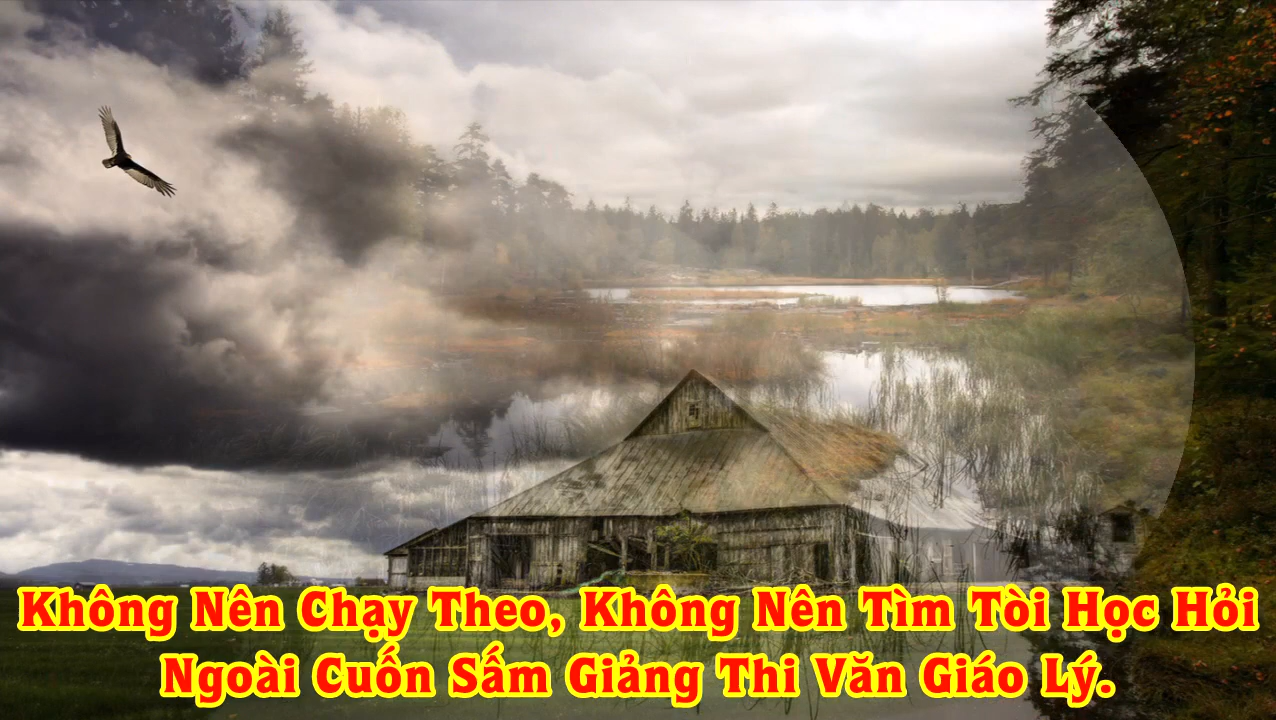 Không Nên Chạy Theo, Không Nên Tìm Tòi Học Hỏi
Ngoài Cuốn Sấm Giảng Thi Văn Giáo Lý.